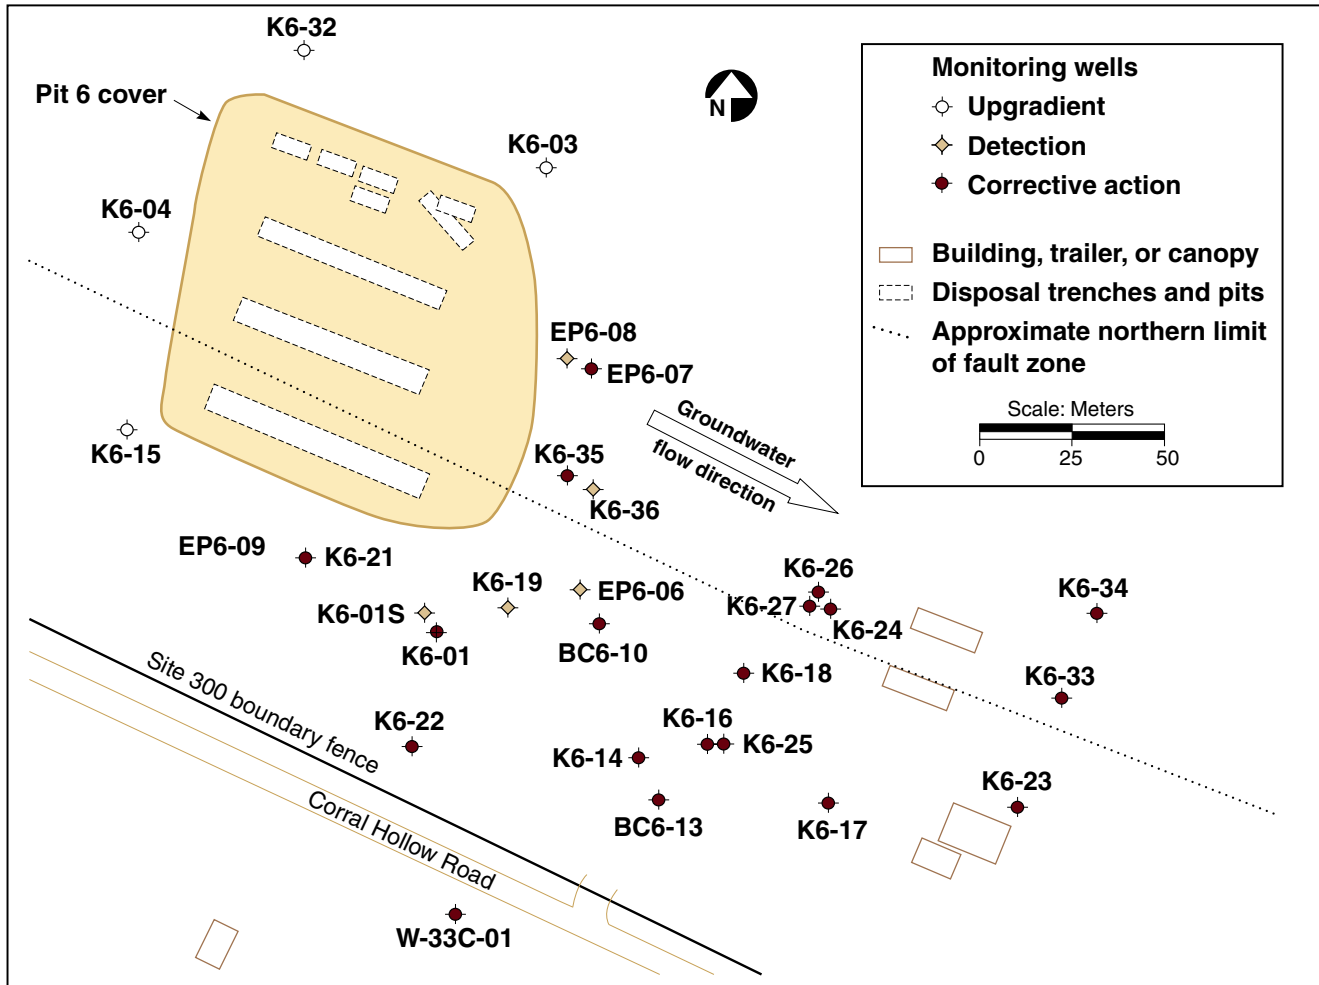 K6-32
Pit 6 cover
K6-03
K6-04
N
Monitoring wells
Upgradient
Detection
Corrective action
Building, trailer, or canopy
Disposal trenches and pits
Approximate northern limit
of fault zone
Scale: Meters
0 25 50
EP6-08
EP6-07
Groundwater
flow direction
K6-15
K6-35
K6-36
EP6-09
K6-21
K6-19
EP6-06
K6-01S
K6-01
BC6-10
K6-26
K6-27
K6-24
K6-34
K6-18
K6-33
Site 300 boundary fence
K6-22
K6-16
K6-25
K6-14
K6-23
BC6-13
K6-17
Corral Hollow Road
W-33C-01